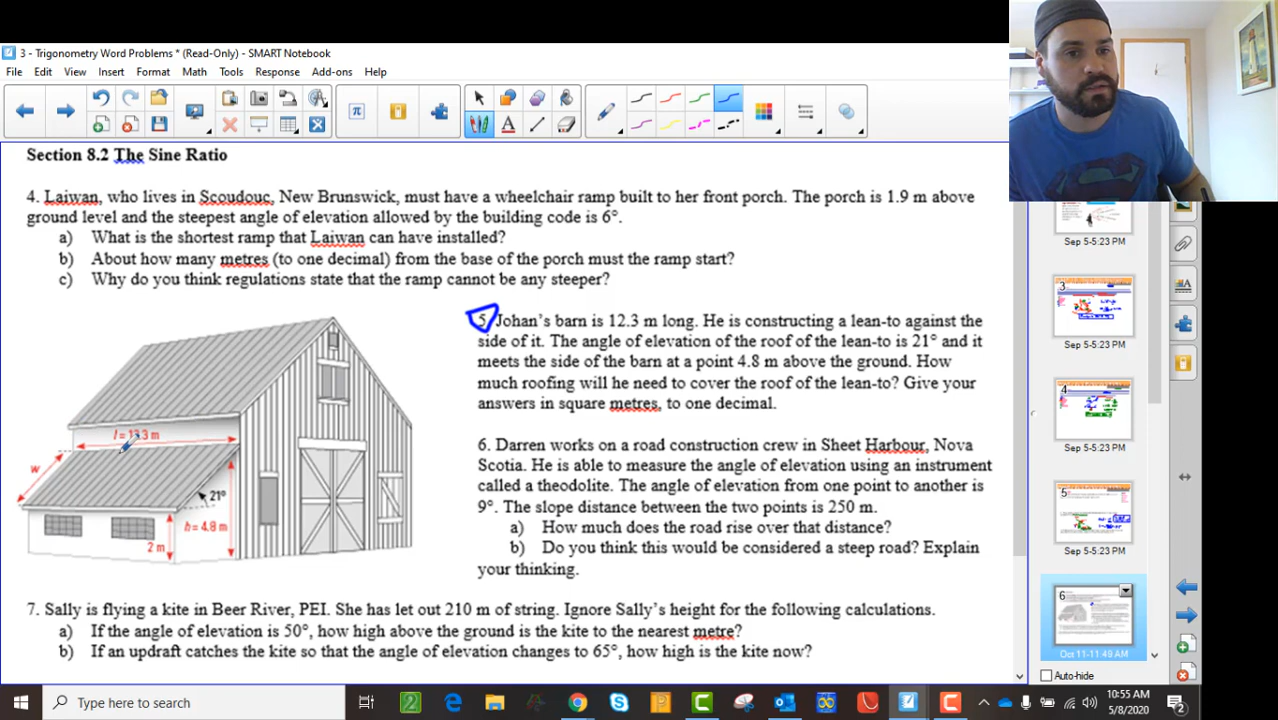 3 - Trigonometry Word Problems * (Read-Only) - SMART Notebook
File Edit View Insert Format Math Tools Response Add-ons Help
Section 8.2 The Sine Ratio
4. Laiwan, who lives in Scoudouc, New Brunswick, must have a wheelchair ramp built to her front porch. The porch is 1.9 m above
ground level and the steepest angle of elevation allowed by the building code is 6°.
a) What is the shortest ramp that Laiwan can have installed?
b) About how many metres (to one decimal) from the base of the porch must the ramp start?
c) Why do you think regulations state that the ramp cannot be any steeper?
5. Johan's barn is 12.3 m long. He is constructing a lean-to against the
side of it. The angle of elevation of the roof of the lean-to is 21° and it
meets the side of the barn at a point 4.8 m above the ground. How
much roofing will he need to cover the roof of the lean-to? Give your
answers in square metres, to one decimal.
l = 12.3 m
w
21°
h = 4.8 m
2 m
6. Darren works on a road construction crew in Sheet Harbour, Nova
Scotia. He is able to measure the angle of elevation using an instrument
called a theodolite. The angle of elevation from one point to another is
9°. The slope distance between the two points is 250 m.
a) How much does the road rise over that distance?
b) Do you think this would be considered a steep road? Explain
your thinking.
7. Sally is flying a kite in Beer River, PEI. She has let out 210 m of string. Ignore Sally's height for the following calculations.
a) If the angle of elevation is 50°, how high above the ground is the kite to the nearest metre?
b) If an updraft catches the kite so that the angle of elevation changes to 65°, how high is the kite now?
Sep 5-5:23 PM
3
Sep 5-5:23 PM
4
Sep 5-5:23 PM
5
Sep 5-5:23 PM
6
Oct 11-11:49 AM
Auto-hide
Type here to search
10:55 AM
5/8/2020
2